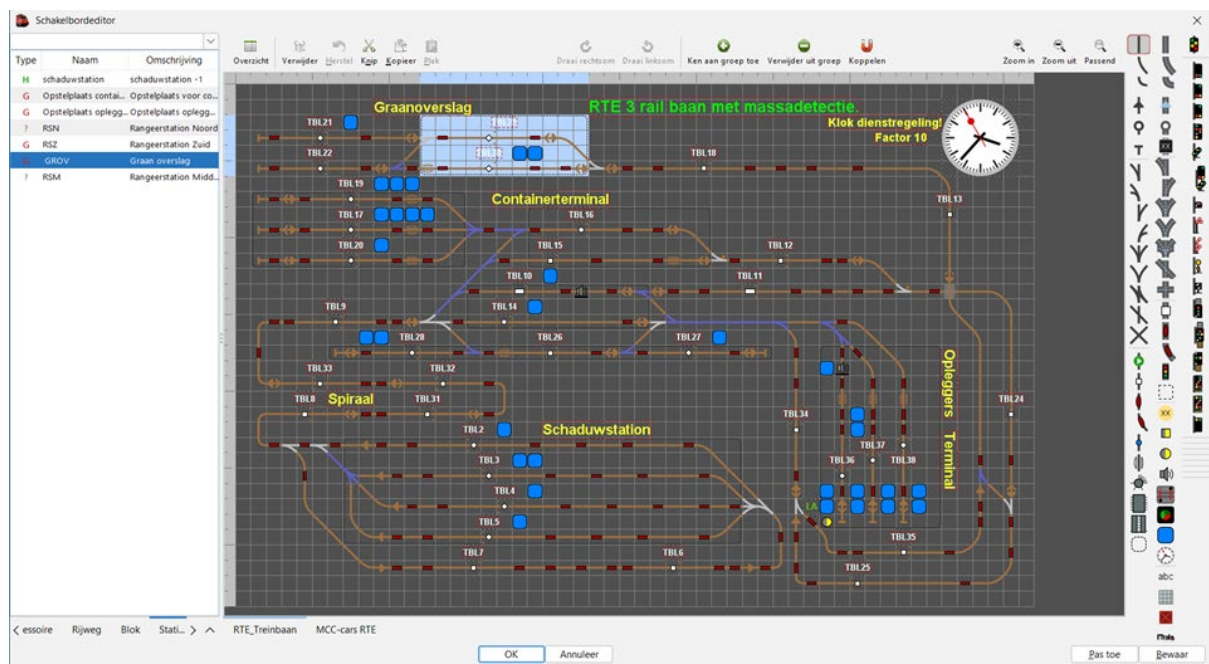 Schakelbordeditor
Type Naam Omschrijving
H schaduwstation schaduwstation -1
G Opstelplaats contai... Opstelplaats voor co...
G Opstelplaats oplegg... Opstelplaats oplegg...
? RSN Rangeerstation Noord
G RSZ Rangeerstation Zuid
GROV Graan overslag
? RSM Rangeerstation Midd...
Overzicht Verwijder Herstel Knip Kopieer Plak Draai rechtsom Draai linksom Ken aan groep toe Verwijder uit groep Koppelen Zoom in Zoom uit Passend
Graanoverslag
RTE 3 rail baan met massadetectie.
Klok dienstregeling!
Factor 10
TBL21
TBL22 TBL18
TBL19
TBL13
Containerterminal
TBL17 TBL16
TBL20 TBL15 TBL12
TBL10 TBL11
TBL9 TBL14
TBL28 TBL26 TBL27
TBL33 TBL32
Spiraal
TBL8 TBL31 TBL34 TBL24
Opleggers Terminal
TBL2 Schaduwstation
TBL37
TBL3 TBL36 TBL38
TBL4
LA
TBL5
TBL7 TBL6 TBL35
TBL25
T
XX
abc
essoire Rijweg Blok Stati... RTE_Treinbaan MCC-cars RTE
OK Annuleer Pas toe Bewaar